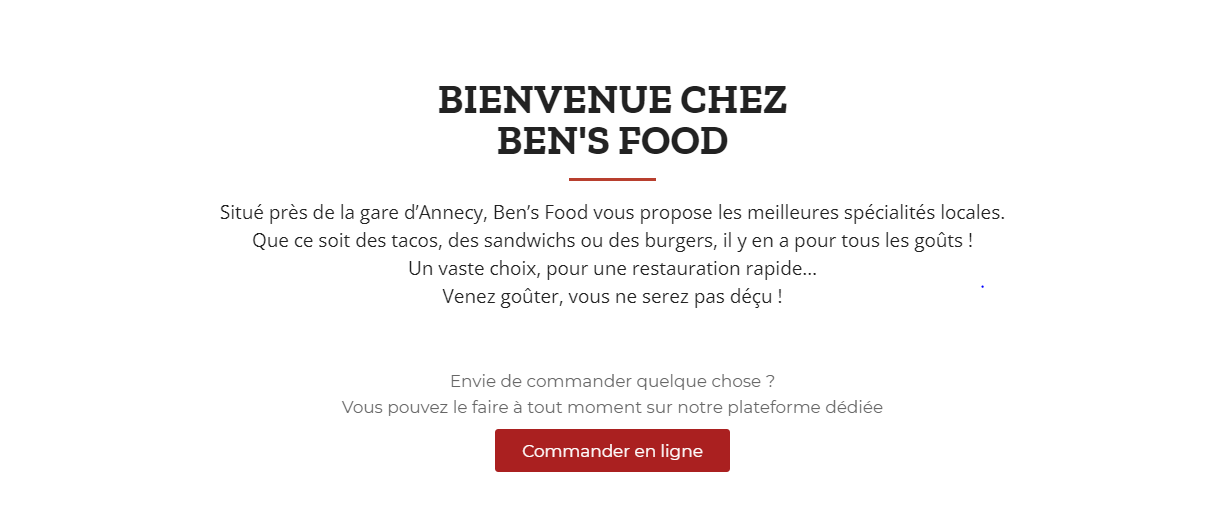 BIENVENUE CHEZ
BEN'S FOOD
Situé près de la gare d’Annecy, Ben’s Food vous propose les meilleures spécialités locales.
Que ce soit des tacos, des sandwichs ou des burgers, il y en a pour tous les goûts !
Un vaste choix, pour une restauration rapide...
Venez goûter, vous ne serez pas déçu !
Envie de commander quelque chose ?
Vous pouvez le faire à tout moment sur notre plateforme dédiée
Commander en ligne